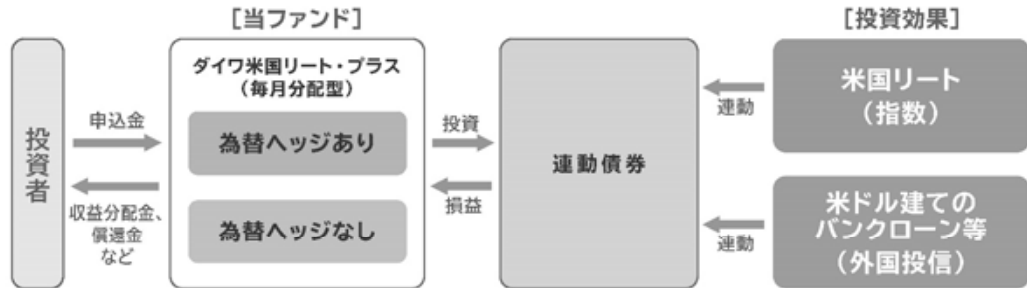 [当ファンド]
[投資効果]
投資者
申込金
収益分配金、
償還金
など
ダイワ米国リート・プラス
(毎月分配型)
為替ヘッジあり
為替ヘッジなし
投資
損益
連動債券
連動
連動
米国リート
(指数)
米ドル建ての
バンクローン等
(外国投信)